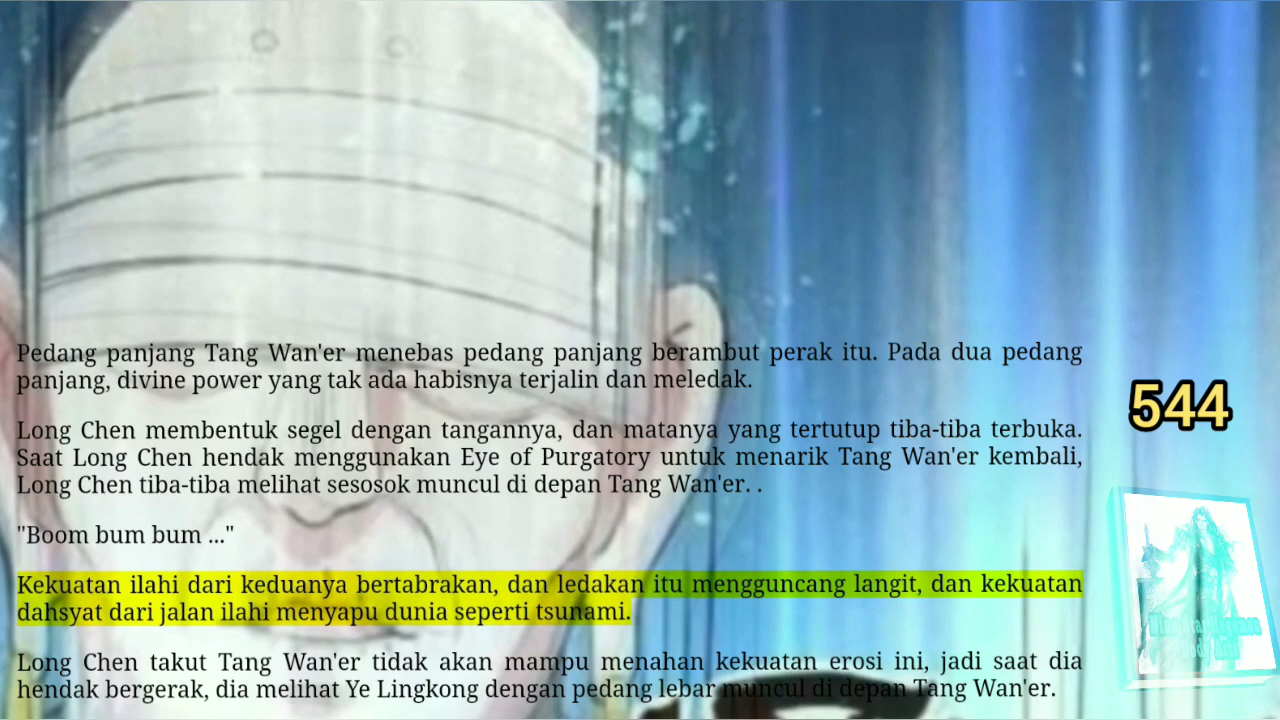 Pedang panjang Tang Wan'er menebas pedang panjang berambut perak itu. Pada dua pedang
panjang, divine power yang tak ada habisnya terjalin dan meledak.
Long Chen membentuk segel dengan tangannya, dan matanya yang tertutup tiba-tiba terbuka.
Saat Long Chen hendak menggunakan Eye of Purgatory untuk menarik Tang Wan'er kembali,
Long Chen tiba-tiba melihat sesosok muncul di depan Tang Wan'er. .
"Boom bum bum ..."
Kekuatan ilahi dari keduanya bertabrakan, dan ledakan itu mengguncang langit, dan kekuatan
dahsyat dari jalan ilahi menyapu dunia seperti tsunami.
Long Chen takut Tang Wan'er tidak akan mampu menahan kekuatan erosi ini, jadi saat dia
hendak bergerak, dia melihat Ye Lingkong dengan pedang lebar muncul di depan Tang Wan'er.
544